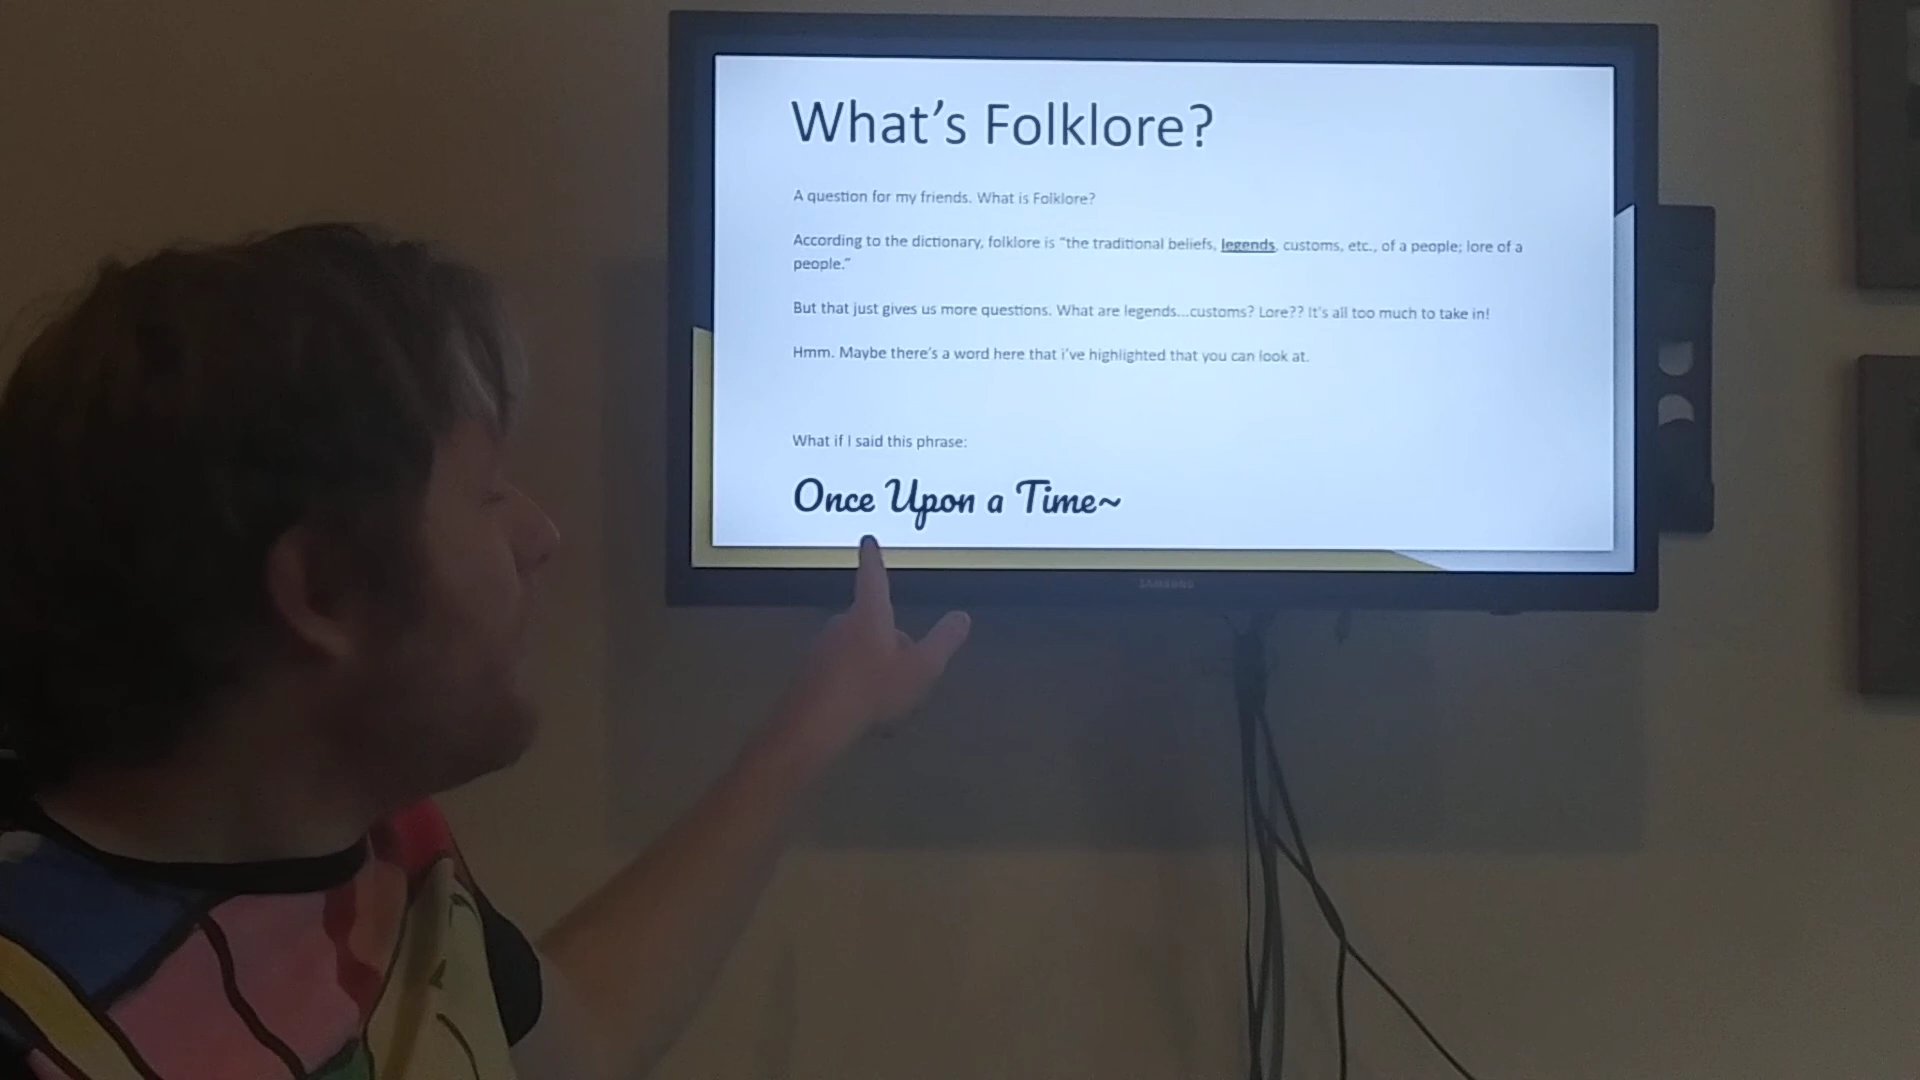 What's Folklore?
A question for my friends. What is Folklore?
According to the dictionary, folklore is "the traditional beliefs, legends, customs, etc., of a people; lore of a
people."
But that just gives us more questions. What are legends...customs? Lore?? It's all too much to take in!
Hmm. Maybe there's a word here that i've highlighted that you can look at.
What if I said this phrase:
Once Upon a Time~
SAMSUNG